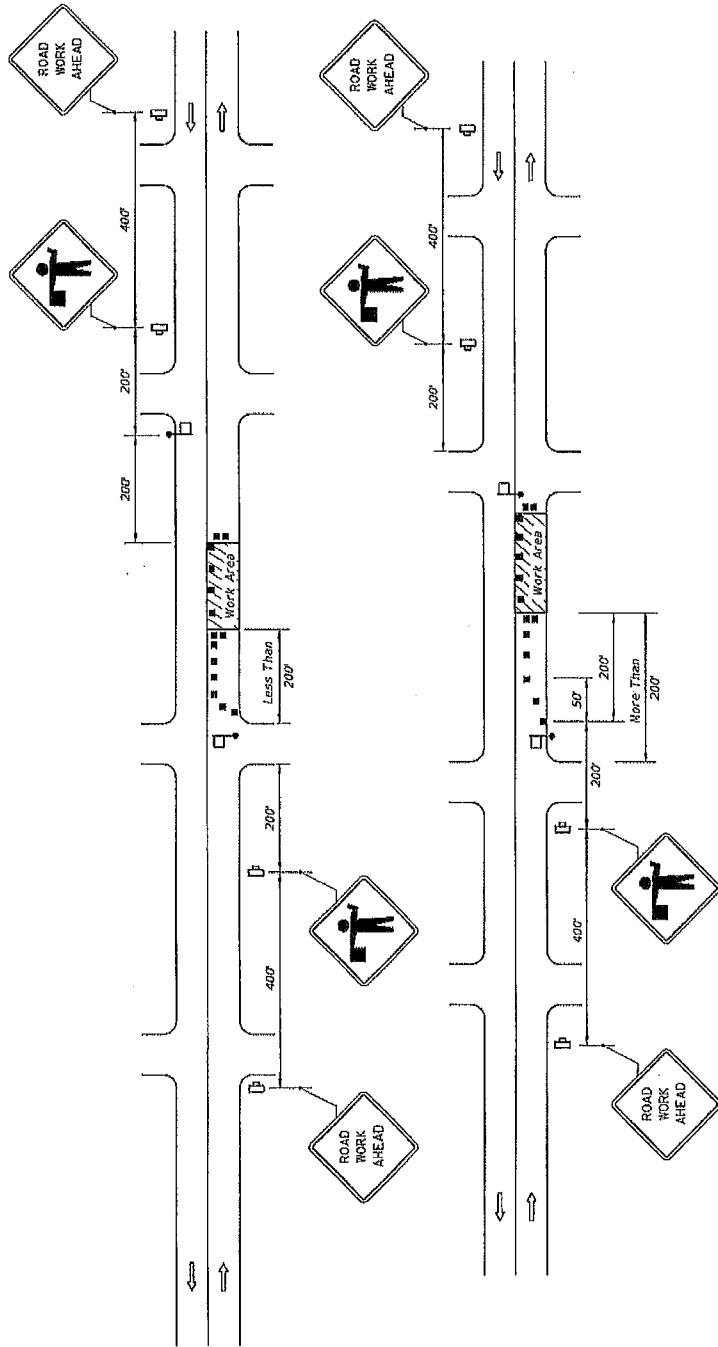 ROAD
WORK
AHEAD
400'
200'
200'
Work Area
Less Than
200'
200'
400'
ROAD
WORK
AHEAD
ROAD
WORK
AHEAD
400'
200'
Work Area
200'
More Than
200'
50'
200'
400'
ROAD
WORK
AHEAD